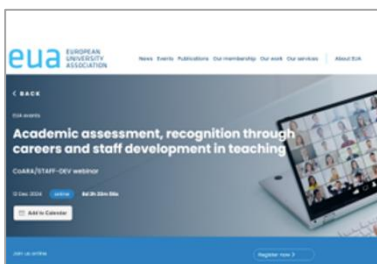 eua EUROPEAN
UNIVERSITY
ASSOCIATION
News Events Publications Our membership Our work Our services About EUA
< BACK
EUA events
Academic assessment, recognition through
careers and staff development in teaching
CoARA/STAFF-DEV webinar
12 Dec 2024 online
Add to Calendar
Join us online
Register now >